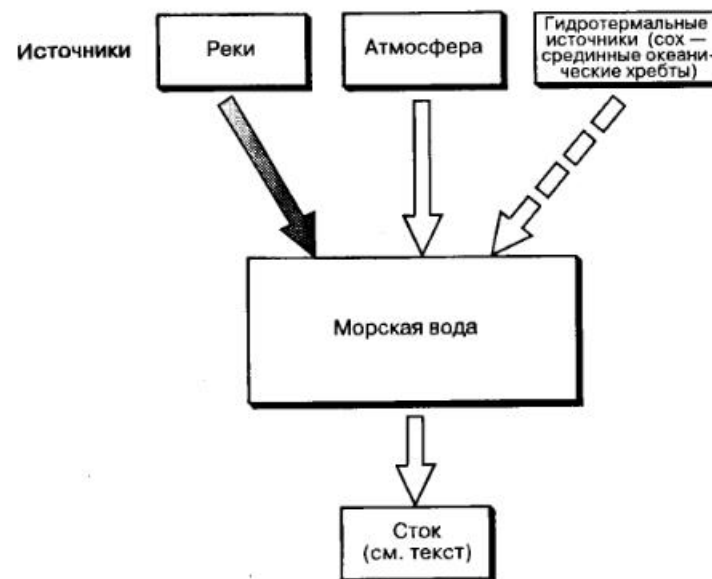 Источники
Реки
Атмосфера
Гидротермальные
источники (сох —
срединные океани-
ческие хребты)
Морская вода
Сток
(см. текст)